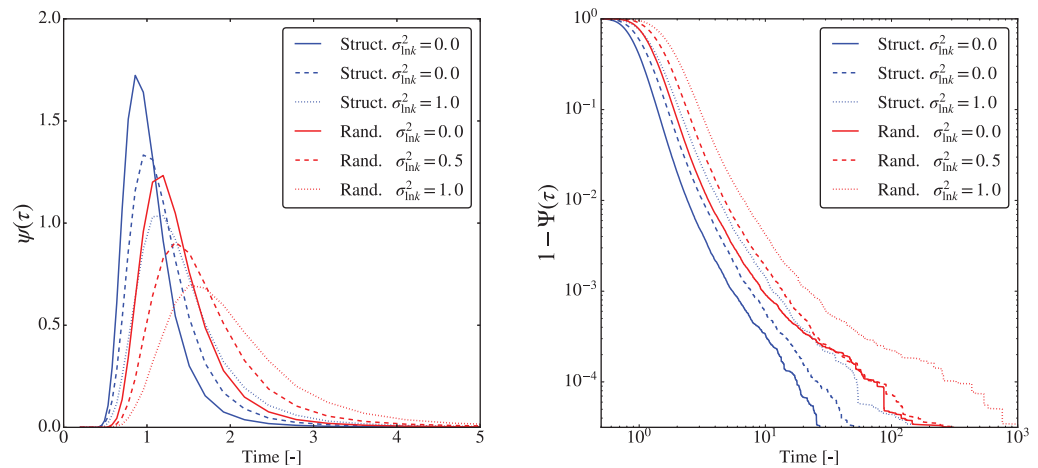 2.0
1.5
1.0
0.5
0.0
ψ(τ)
0
1
2
3
4
5
Time [-]
Struct. σ²lnk = 0.0
Struct. σ²lnk = 0.0
Struct. σ²lnk = 1.0
Rand. σ²lnk = 0.0
Rand. σ²lnk = 0.5
Rand. σ²lnk = 1.0
10⁰
10⁻¹
10⁻²
10⁻³
10⁻⁴
1 − Ψ(τ)
10⁰
10¹
10²
10³
Time [-]
Struct. σ²lnk = 0.0
Struct. σ²lnk = 0.0
Struct. σ²lnk = 1.0
Rand. σ²lnk = 0.0
Rand. σ²lnk = 0.5
Rand. σ²lnk = 1.0